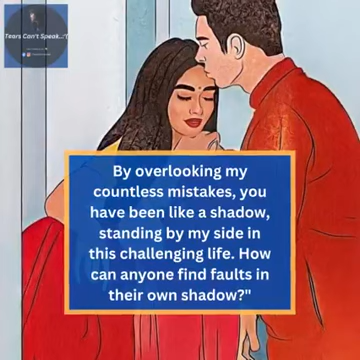 Tears Can't Speak..:'(
By overlooking my
countless mistakes, you
have been like a shadow,
standing by my side in
this challenging life. How
can anyone find faults in
their own shadow?"